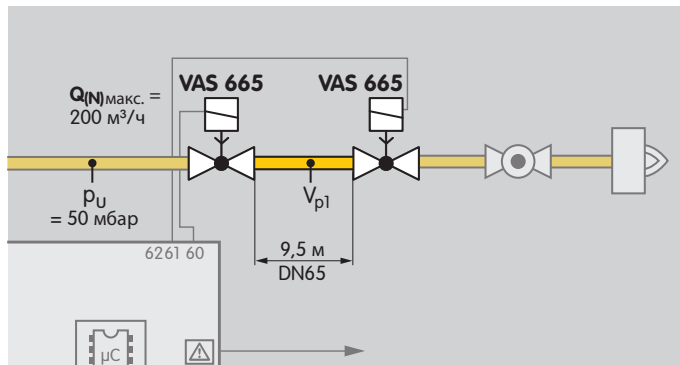 VAS 665
VAS 665
Q(N) макс. =
200 м³/ч
pU
= 50 мбар
Vp1
6261 60
9,5 м
DN65
µC